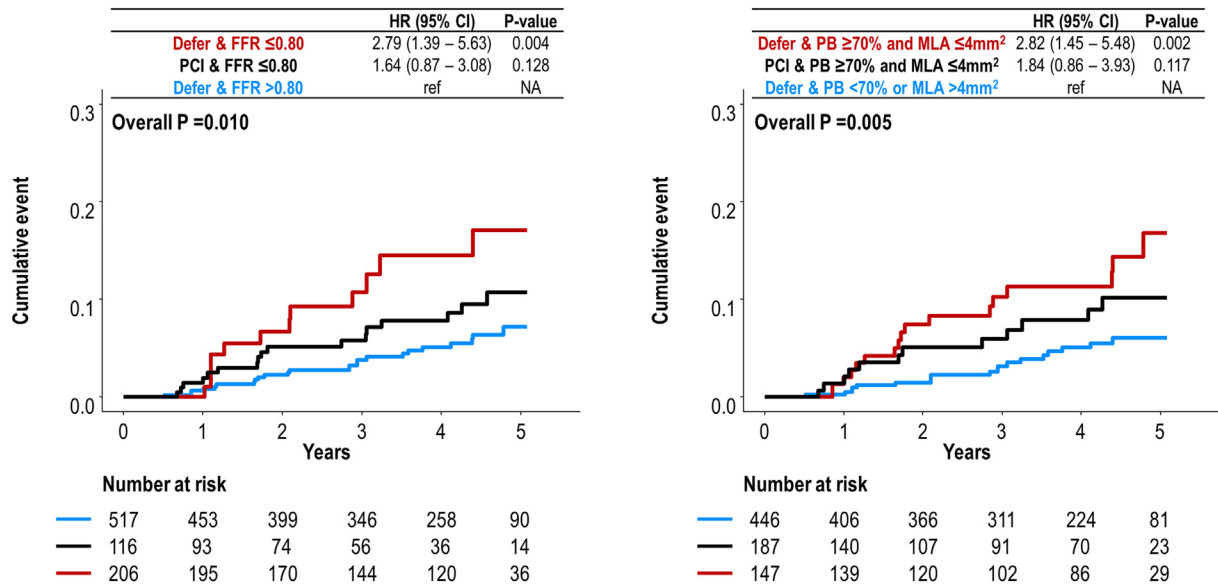 HR (95% CI) P-value
Defer & FFR ≤0.80 2.79 (1.39 – 5.63) 0.004
PCI & FFR ≤0.80 1.64 (0.87 – 3.08) 0.128
Defer & FFR >0.80 ref NA
0.3
Overall P =0.010
0.2
Cumulative event
0.1
0.0
0 1 2 3 4 5
Years
Number at risk
517 453 399 346 258 90
116 93 74 56 36 14
206 195 170 144 120 36
HR (95% CI) P-value
Defer & PB ≥70% and MLA ≤4mm² 2.82 (1.45 – 5.48) 0.002
PCI & PB ≥70% and MLA ≤4mm² 1.84 (0.86 – 3.93) 0.117
Defer & PB <70% or MLA >4mm² ref NA
0.3
Overall P =0.005
0.2
Cumulative event
0.1
0.0
0 1 2 3 4 5
Years
Number at risk
446 406 366 311 224 81
187 140 107 91 70 23
147 139 120 102 86 29